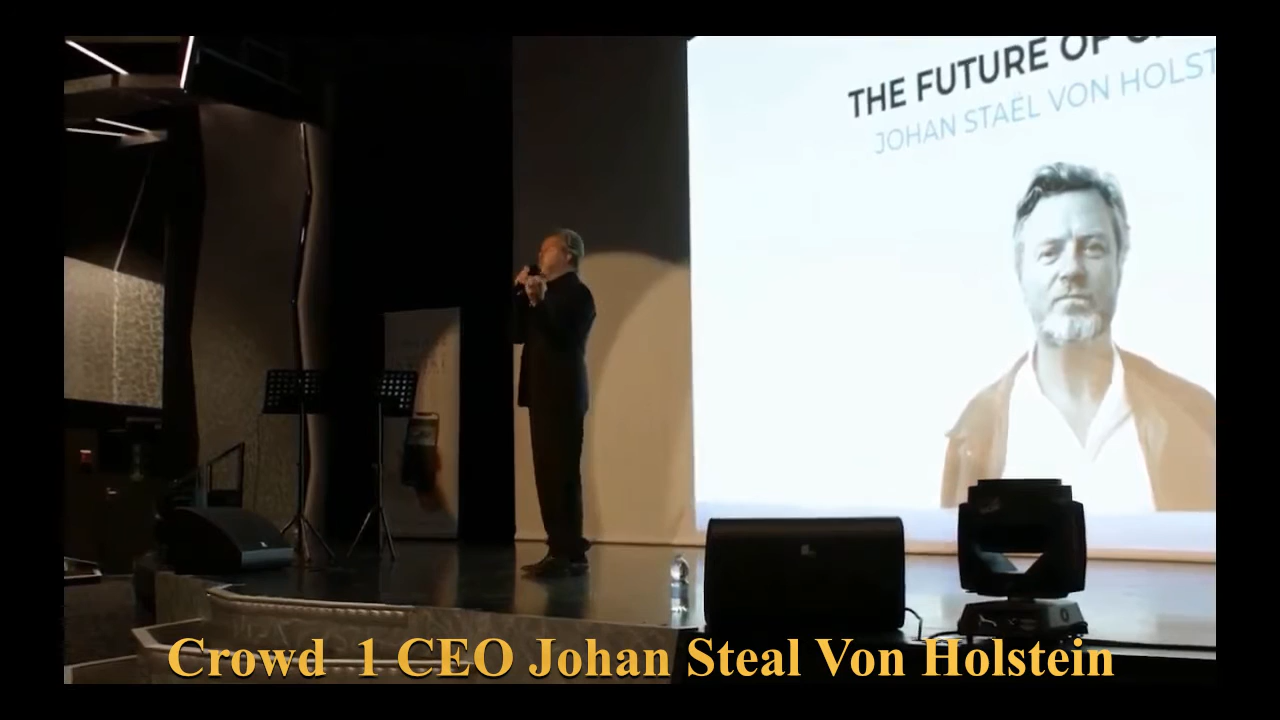 THE FUTURE OF
JOHAN STAËL VON HOLST
Crowd 1 CEO Johan Steal Von Holstein